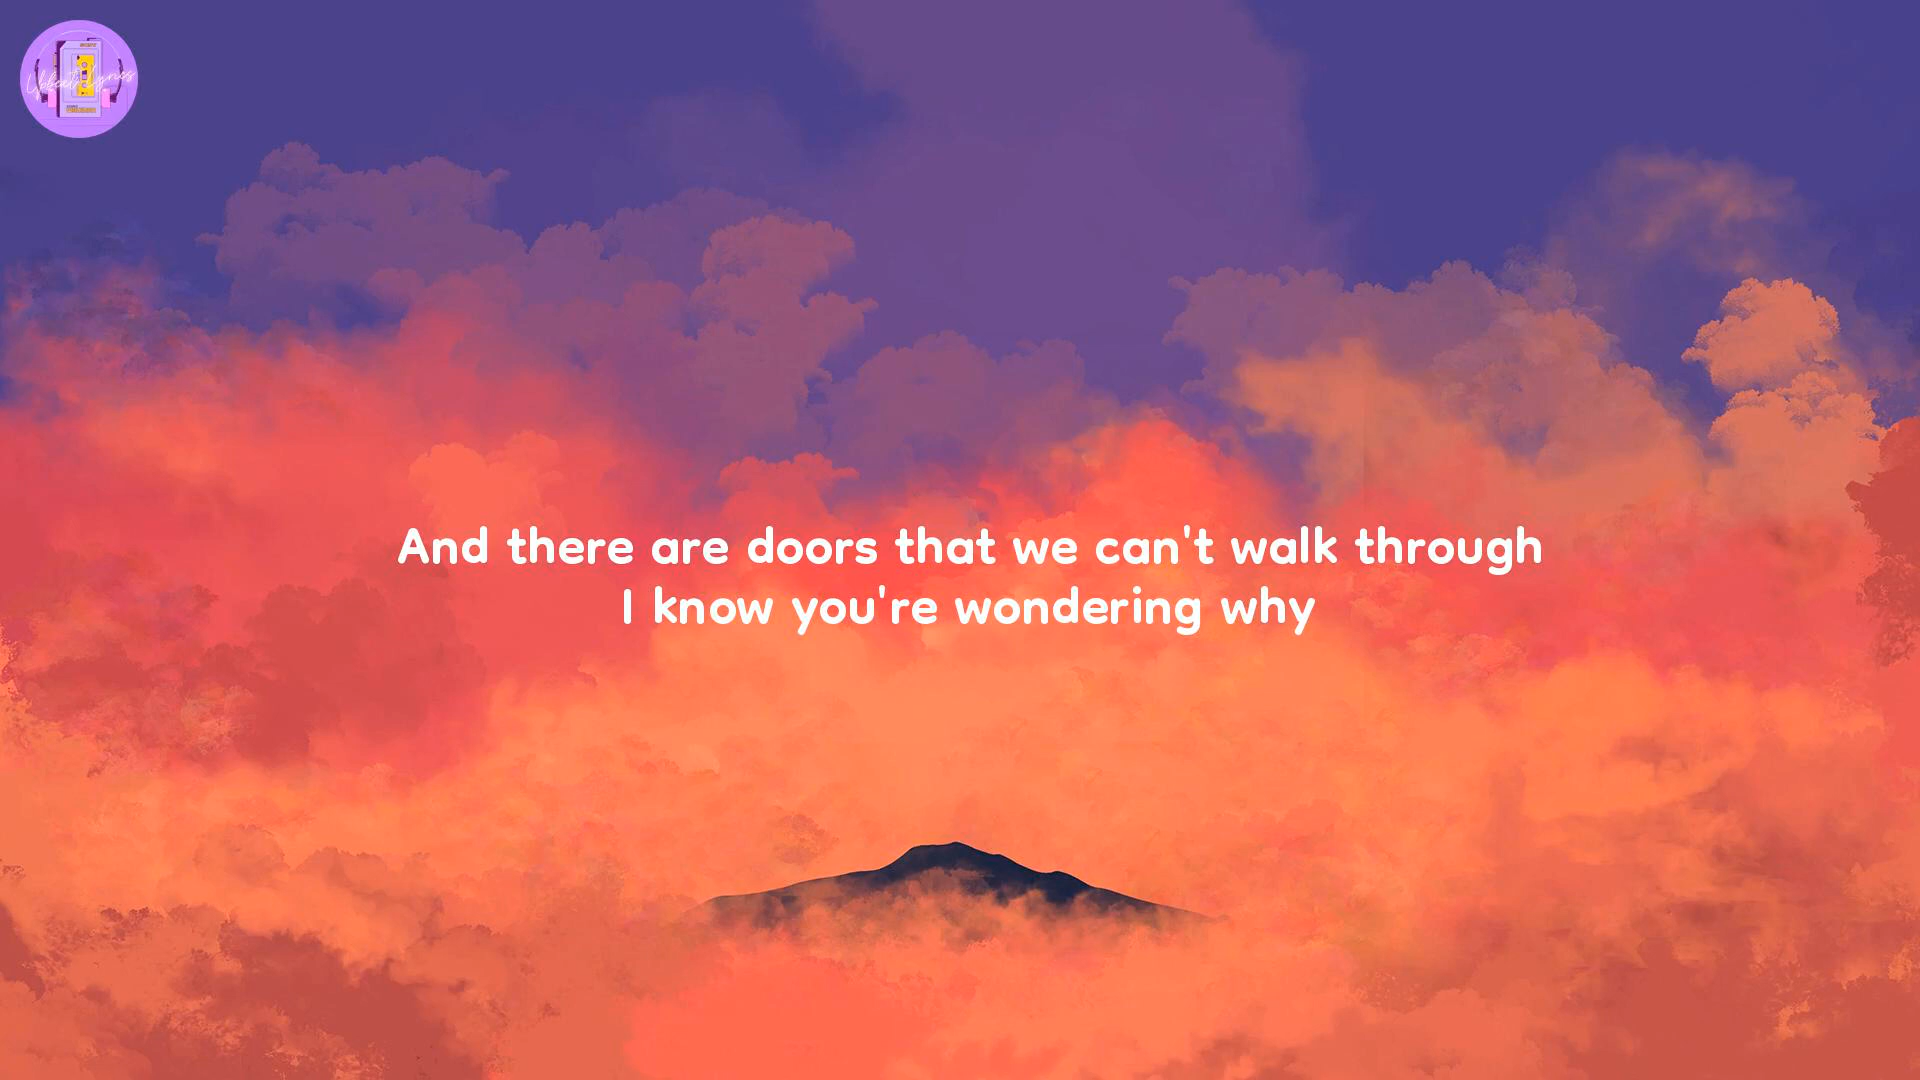 And there are doors that we can't walk through
I know you're wondering why